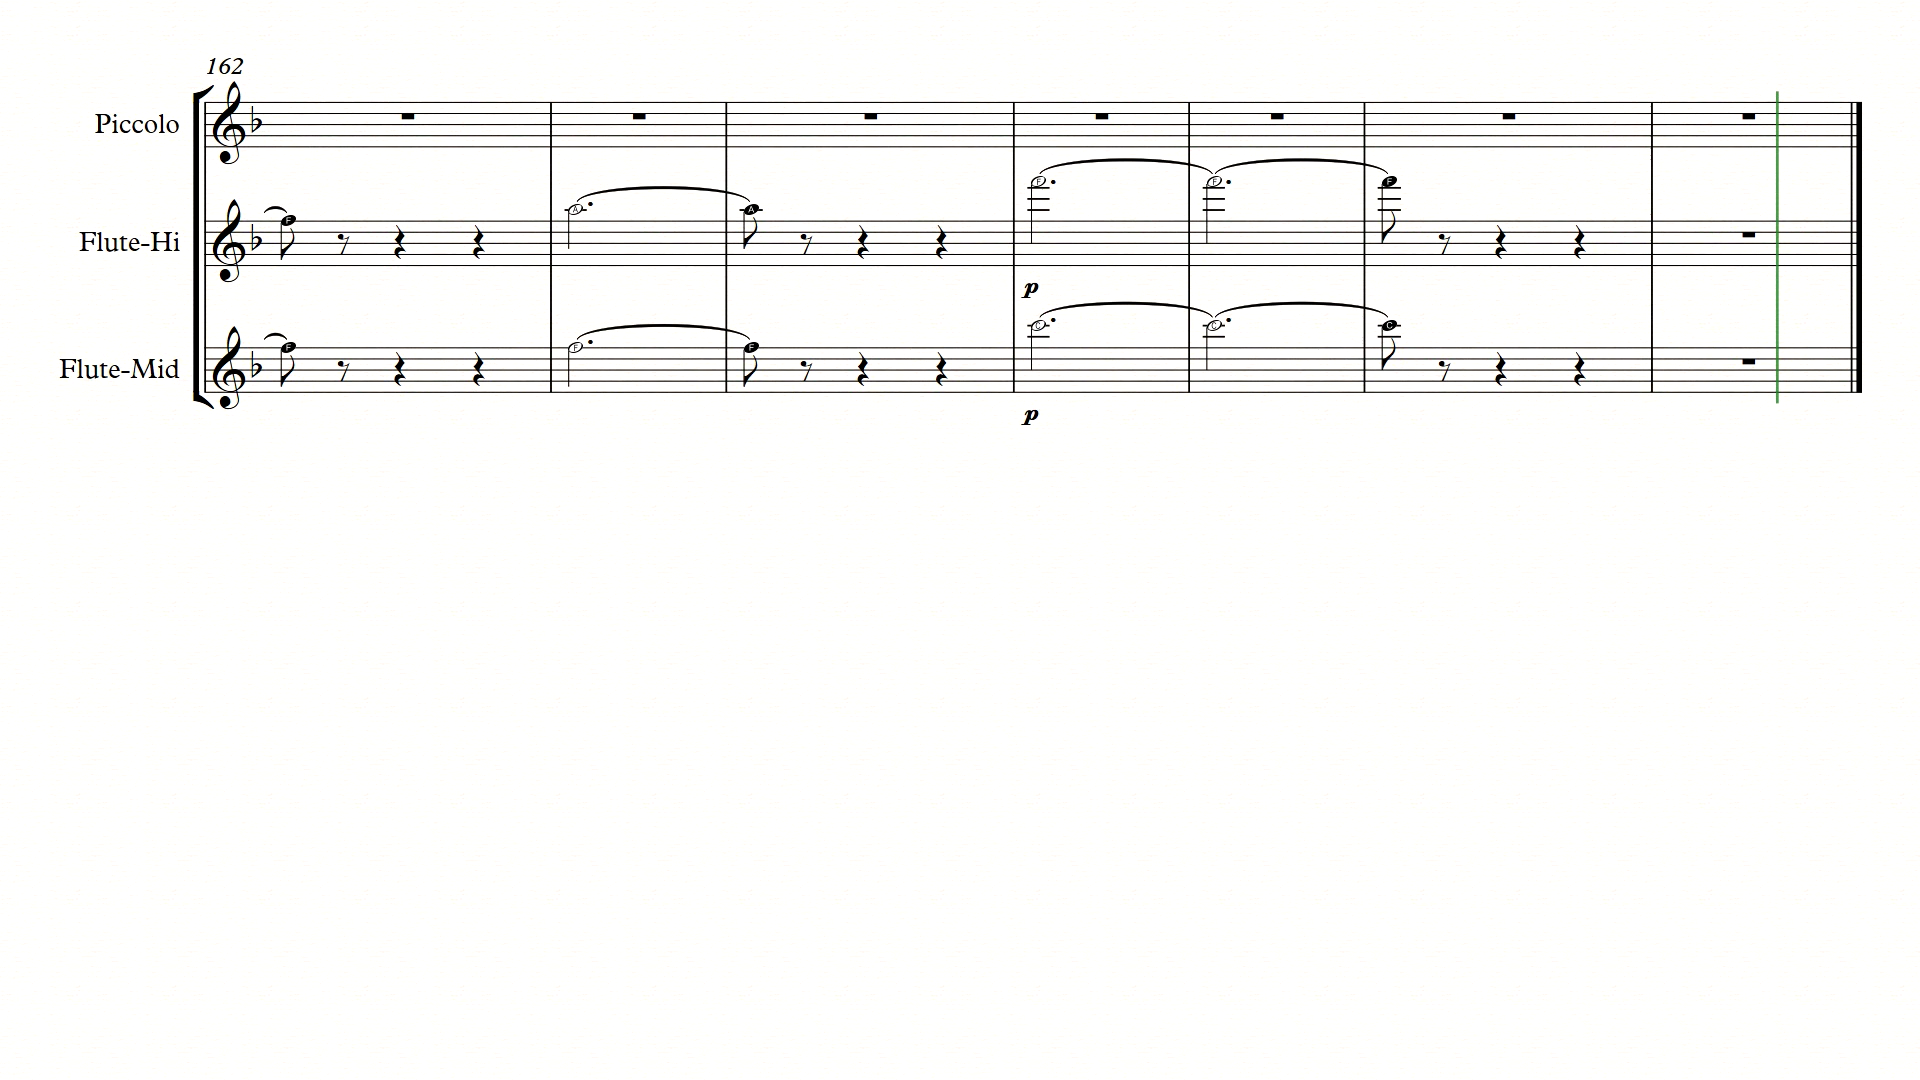 162
Piccolo
F A A F F F
Flute-Hi
p
F F F C C C
Flute-Mid
p